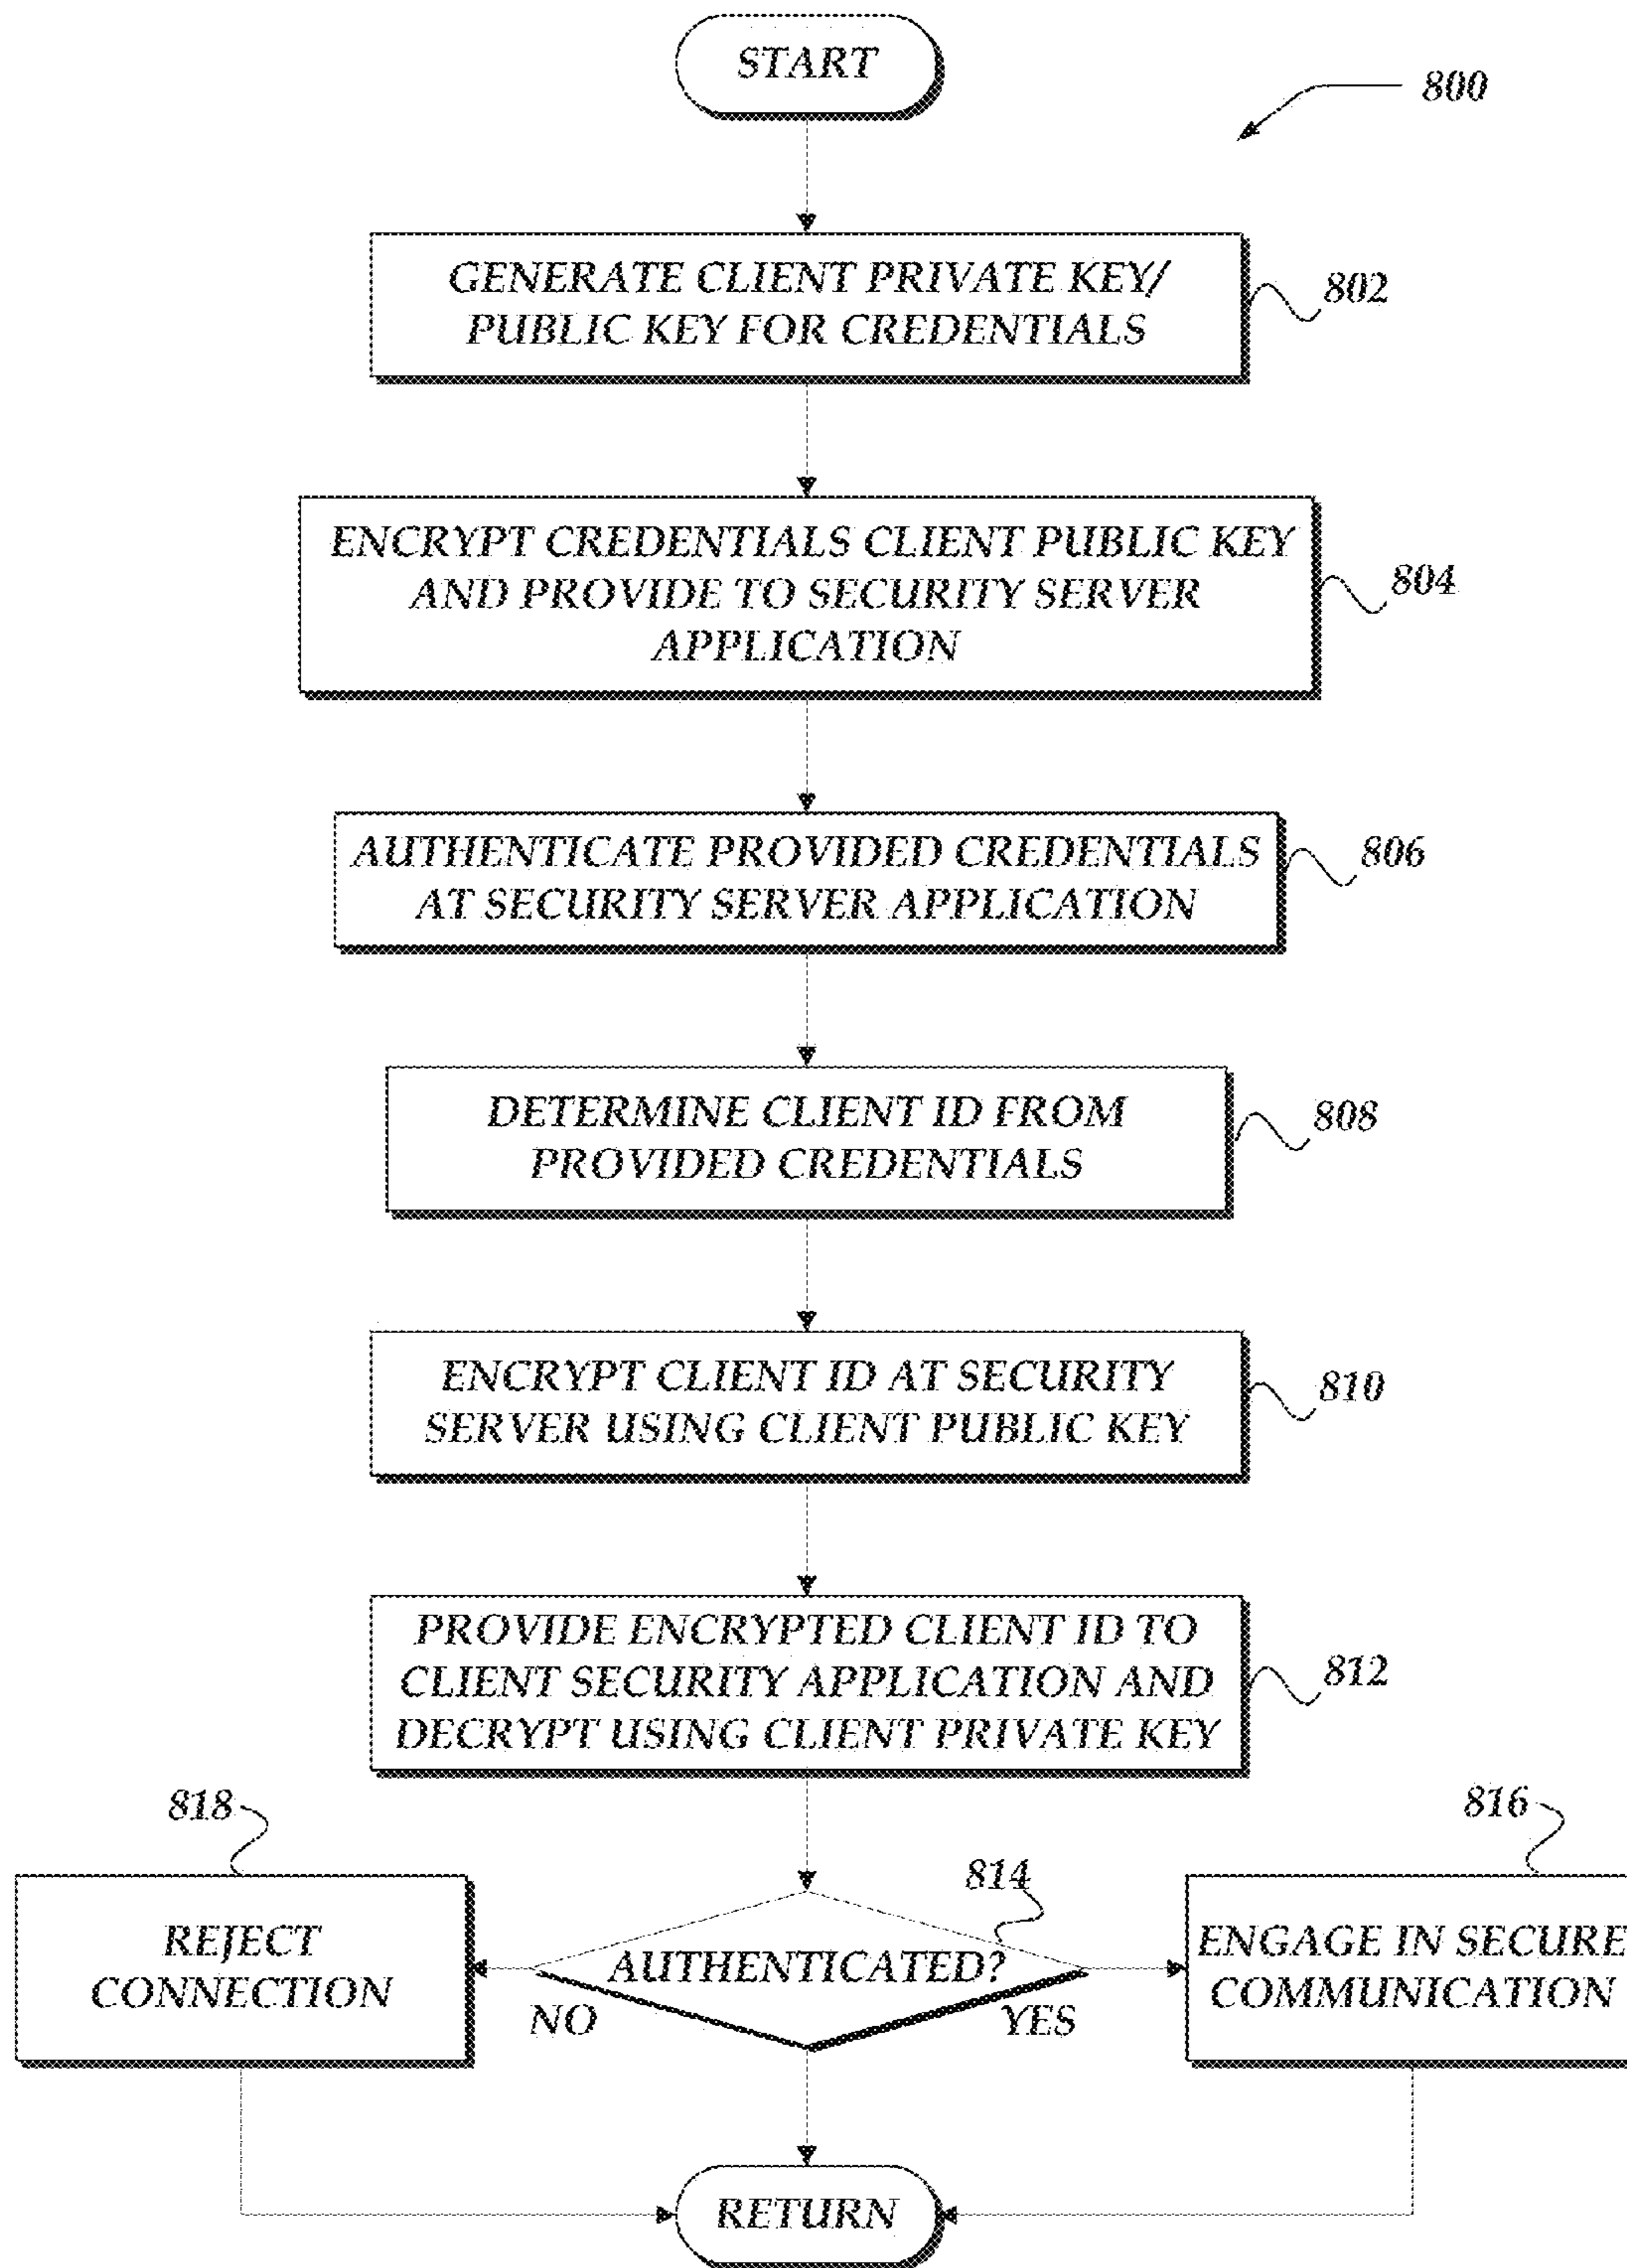 START
800
GENERATE CLIENT PRIVATE KEY/
PUBLIC KEY FOR CREDENTIALS
802
ENCRYPT CREDENTIALS CLIENT PUBLIC KEY
AND PROVIDE TO SECURITY SERVER
APPLICATION
804
AUTHENTICATE PROVIDED CREDENTIALS
AT SECURITY SERVER APPLICATION
806
DETERMINE CLIENT ID FROM
PROVIDED CREDENTIALS
808
ENCRYPT CLIENT ID AT SECURITY
SERVER USING CLIENT PUBLIC KEY
810
PROVIDE ENCRYPTED CLIENT ID TO
CLIENT SECURITY APPLICATION AND
DECRYPT USING CLIENT PRIVATE KEY
812
818
REJECT
CONNECTION
814
AUTHENTICATED?
NO
YES
816
ENGAGE IN SECURE
COMMUNICATION
RETURN